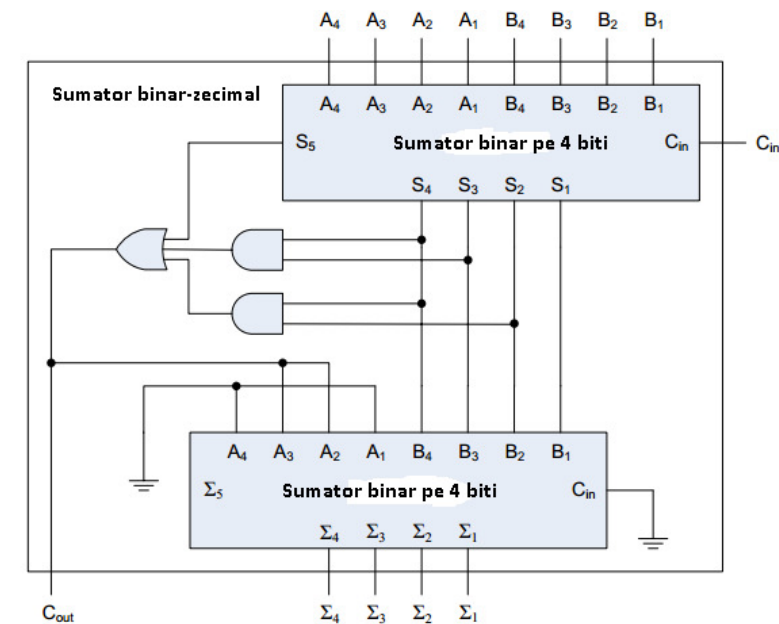 A4 A3 A2 A1 B4 B3 B2 B1
Sumator binar-zecimal
A4 A3 A2 A1 B4 B3 B2 B1
S5 Sumator binar pe 4 biti Cin Cin
S4 S3 S2 S1
A4 A3 A2 A1 B4 B3 B2 B1
Σ5 Sumator binar pe 4 biti Cin
Σ4 Σ3 Σ2 Σ1
Cout Σ4 Σ3 Σ2 Σ1